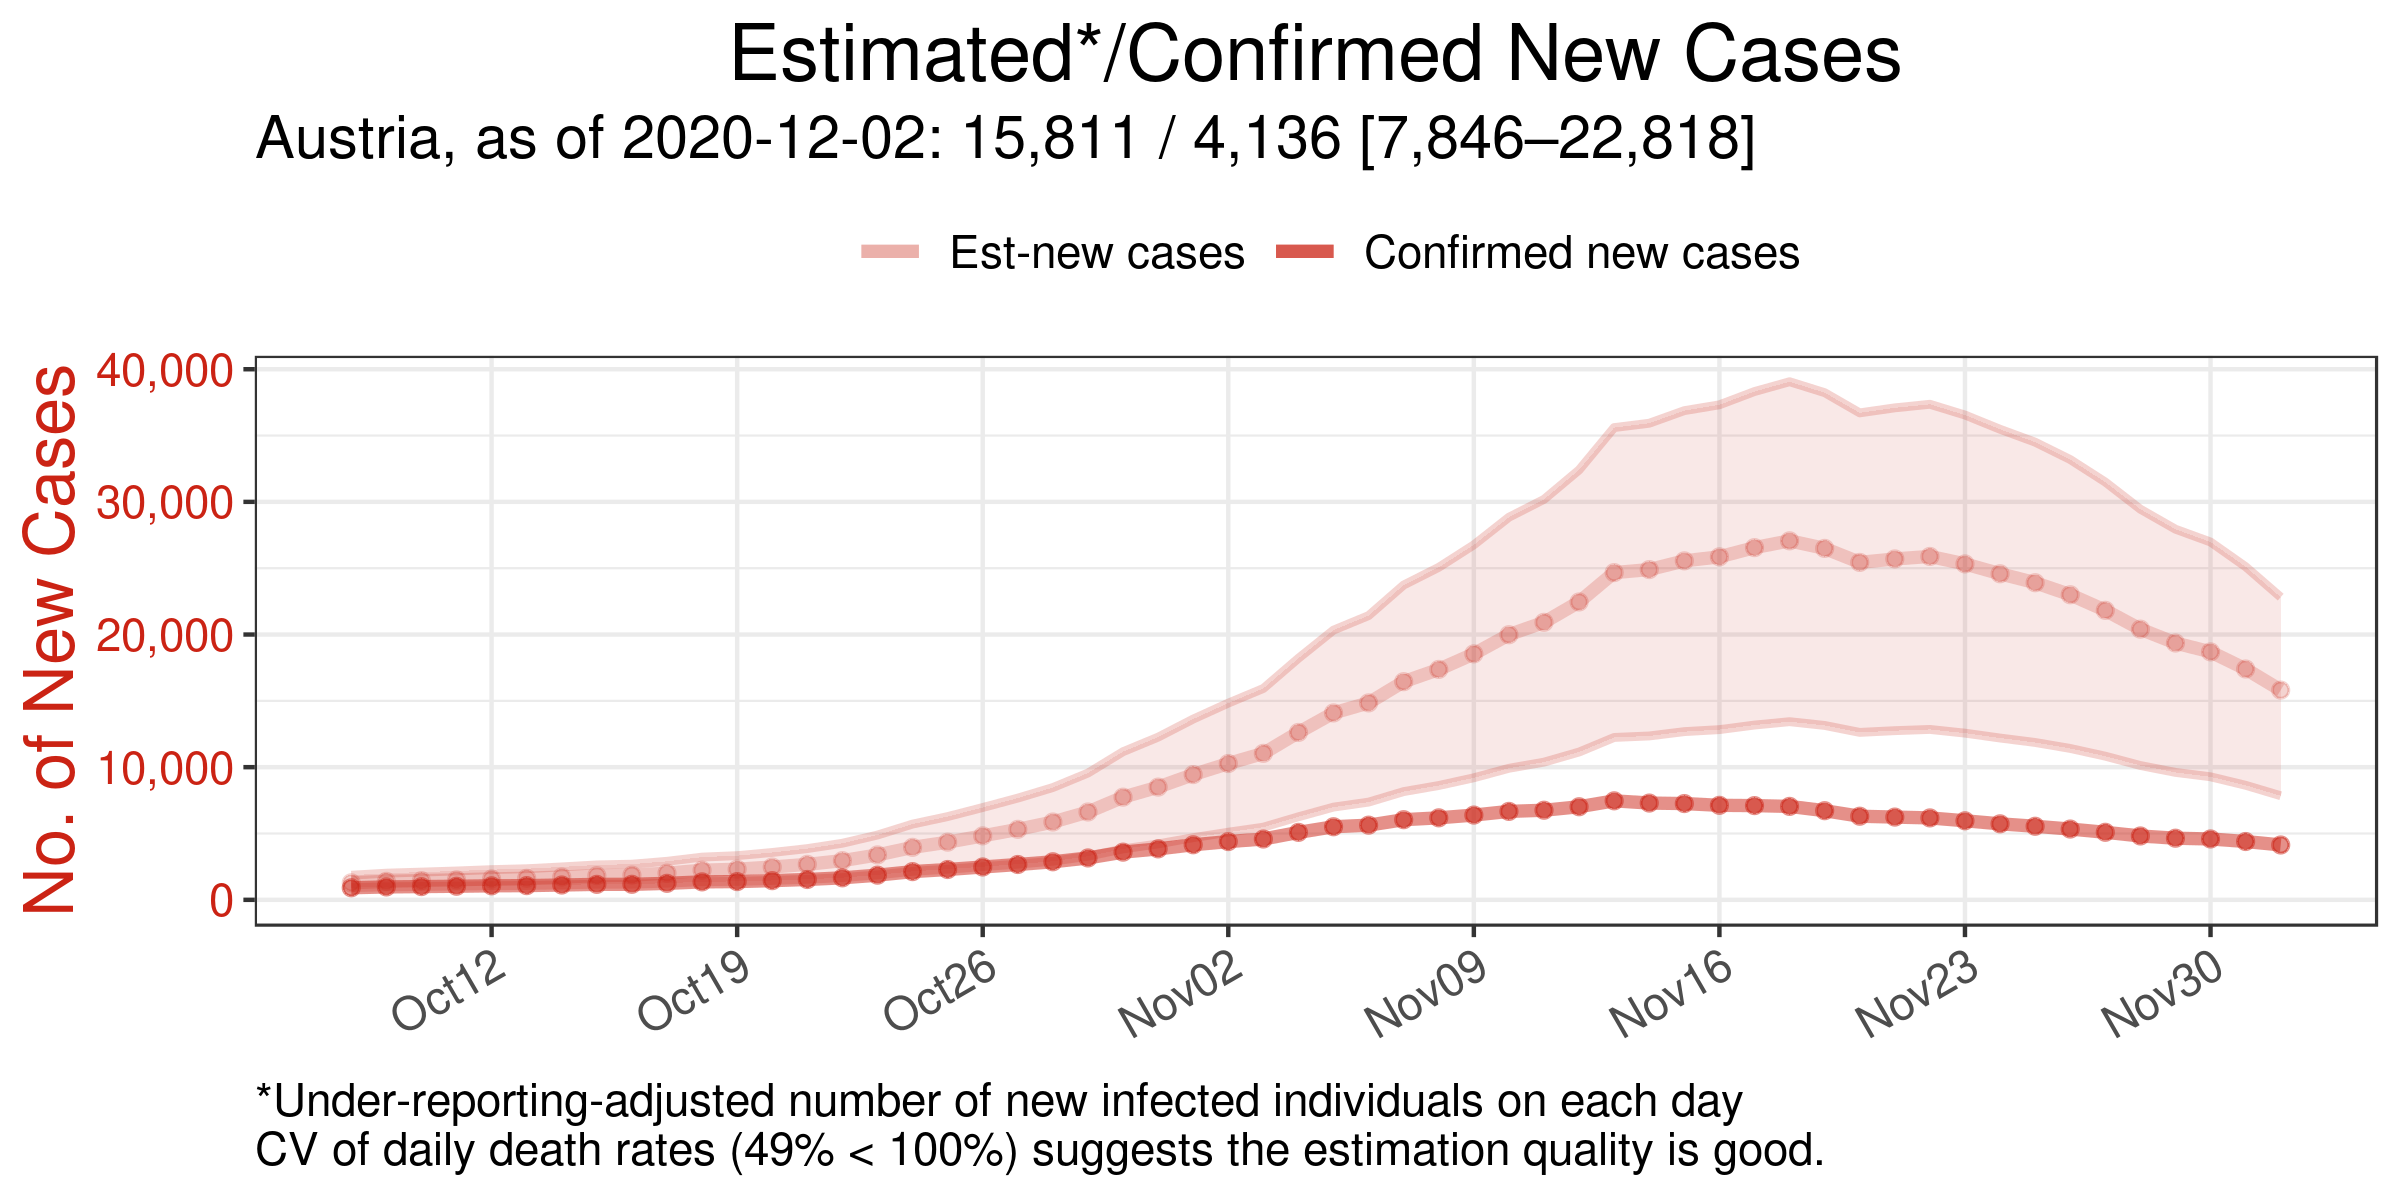 Estimated*/Confirmed New Cases
Austria, as of 2020-12-02: 15,811 / 4,136 [7,846–22,818]
Est-new cases
Confirmed new cases
No. of New Cases
40,000
30,000
20,000
10,000
0
Oct12
Oct19
Oct26
Nov02
Nov09
Nov16
Nov23
Nov30
*Under-reporting-adjusted number of new infected individuals on each day
CV of daily death rates (49% < 100%) suggests the estimation quality is good.